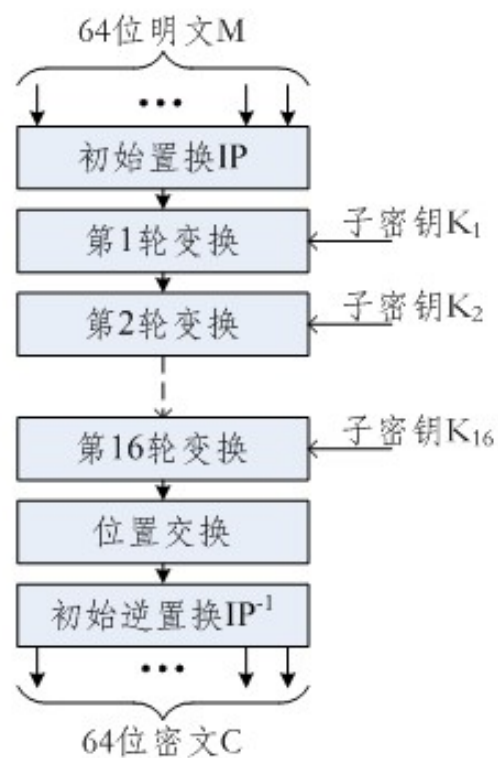 64位明文M
•••
初始置换IP
第1轮变换
子密钥K₁
第2轮变换
子密钥K₂
第16轮变换
子密钥K₁₆
位置交换
初始逆置换IP⁻¹
•••
64位密文C